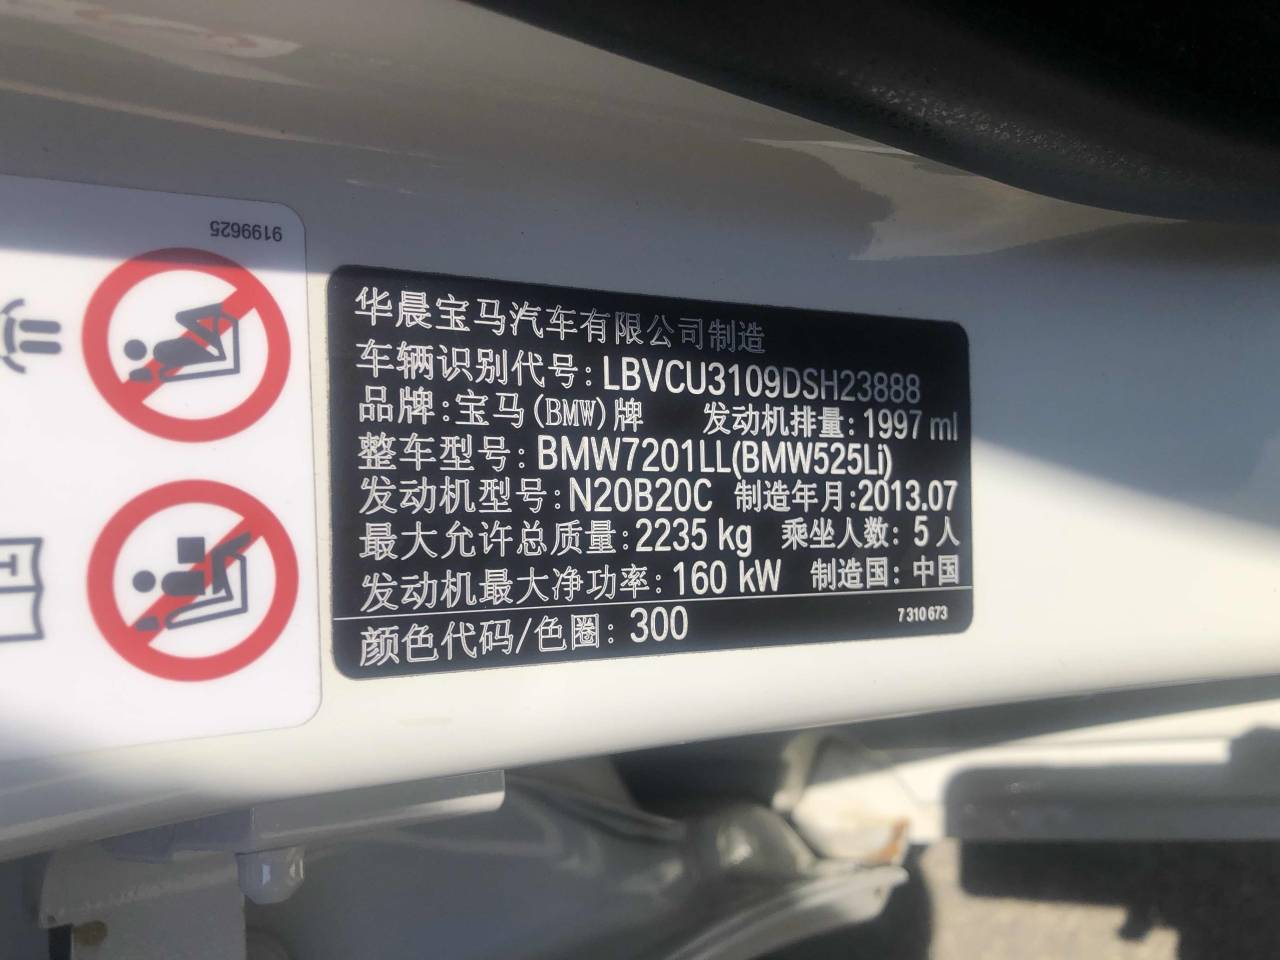 9199625
华晨宝马汽车有限公司制造
车辆识别代号:LBVCU3109DSH23888
品牌:宝马(BMW)牌 发动机排量:1997 ml
整车型号:BMW7201LL(BMW525Li)
发动机型号:N20B20C 制造年月:2013.07
最大允许总质量:2235 kg 乘坐人数:5人
发动机最大净功率:160 kW 制造国:中国
颜色代码/色圈:300
7 310 673